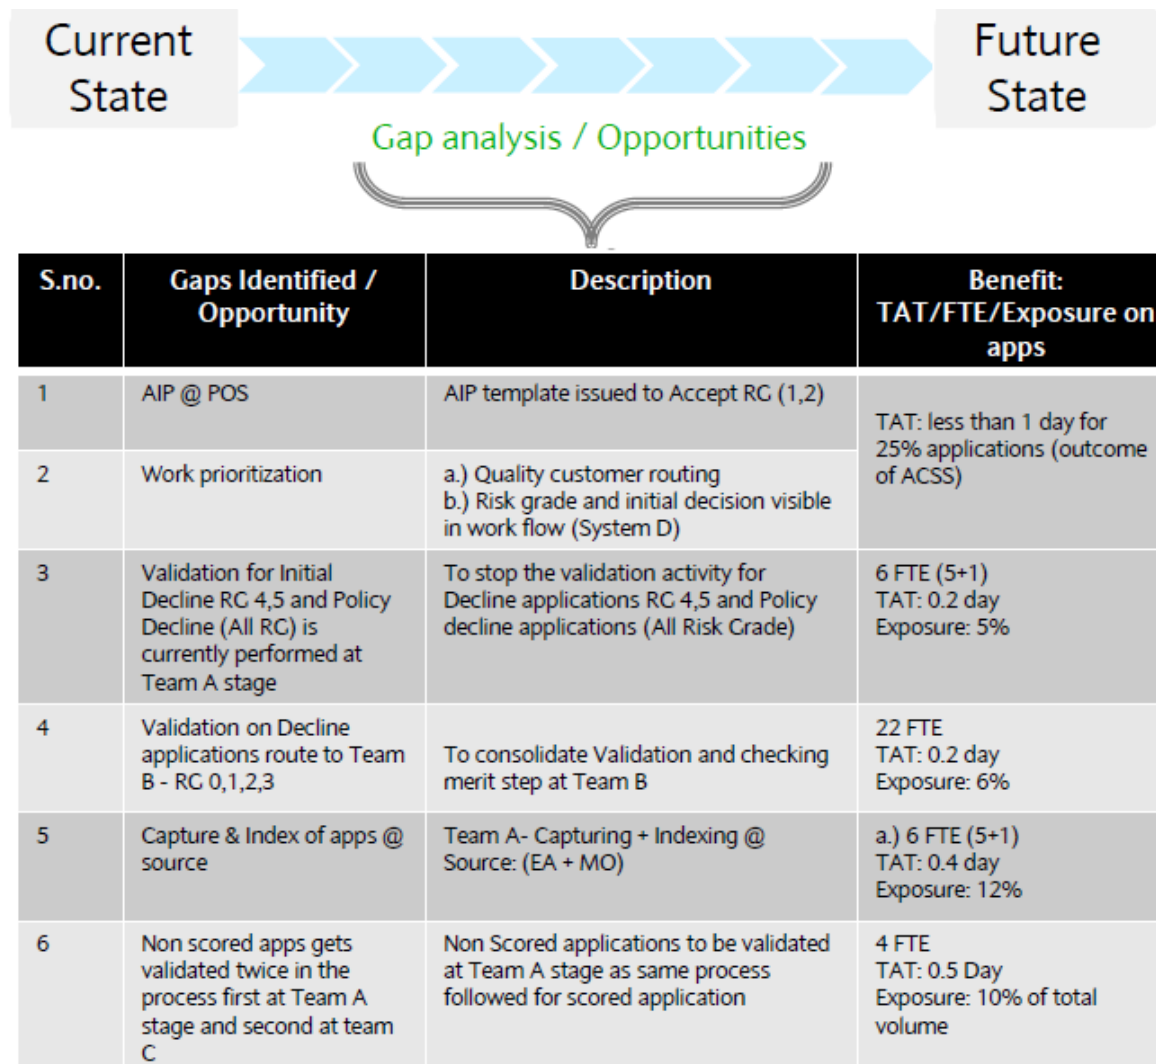 Current
State
Future
State
Gap analysis / Opportunities
S.no.
Gaps Identified /
Opportunity
Description
Benefit:
TAT/FTE/Exposure on
apps
1
AIP @ POS
AIP template issued to Accept RG (1,2)
TAT: less than 1 day for
25% applications (outcome
of ACSS)
2
Work prioritization
a.) Quality customer routing
b.) Risk grade and initial decision visible
in work flow (System D)
3
Validation for Initial
Decline RG 4,5 and Policy
Decline (All RG) is
currently performed at
Team A stage
To stop the validation activity for
Decline applications RG 4,5 and Policy
decline applications (All Risk Grade)
6 FTE (5+1)
TAT: 0.2 day
Exposure: 5%
4
Validation on Decline
applications route to Team
B - RG 0,1,2,3
To consolidate Validation and checking
merit step at Team B
22 FTE
TAT: 0.2 day
Exposure: 6%
5
Capture & Index of apps @
source
Team A- Capturing + Indexing @
Source: (EA + MO)
a.) 6 FTE (5+1)
TAT: 0.4 day
Exposure: 12%
6
Non scored apps gets
validated twice in the
process first at Team A
stage and second at team
C
Non Scored applications to be validated
at Team A stage as same process
followed for scored application
4 FTE
TAT: 0.5 Day
Exposure: 10% of total
volume